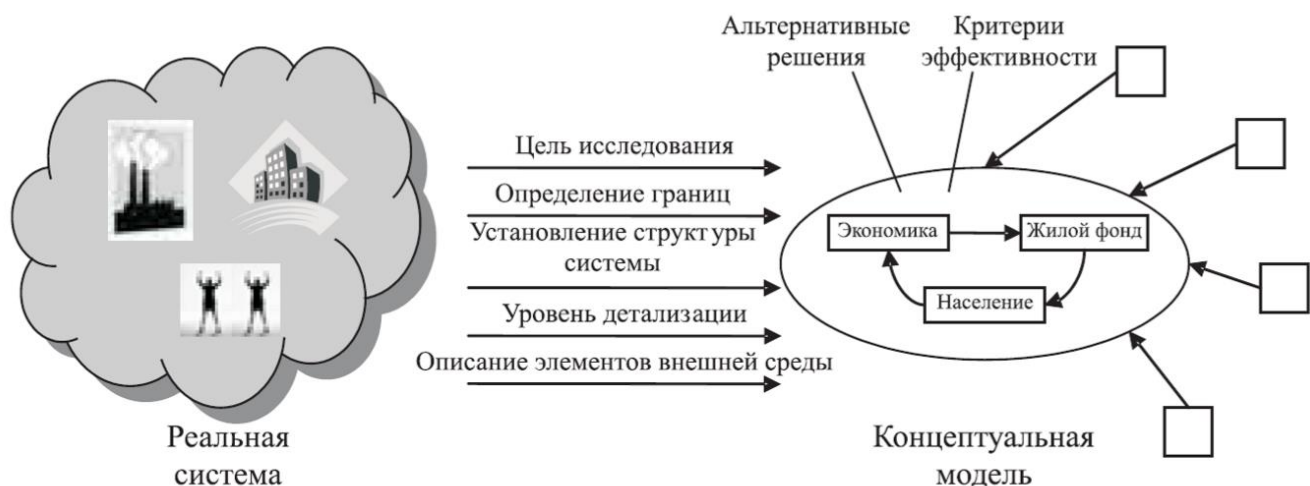 Альтернативные
решения
Критерии
эффективности
Цель исследования
Определение границ
Установление структуры
системы
Уровень детализации
Описание элементов внешней среды
Экономика
Жилой фонд
Население
Реальная
система
Концептуальная
модель